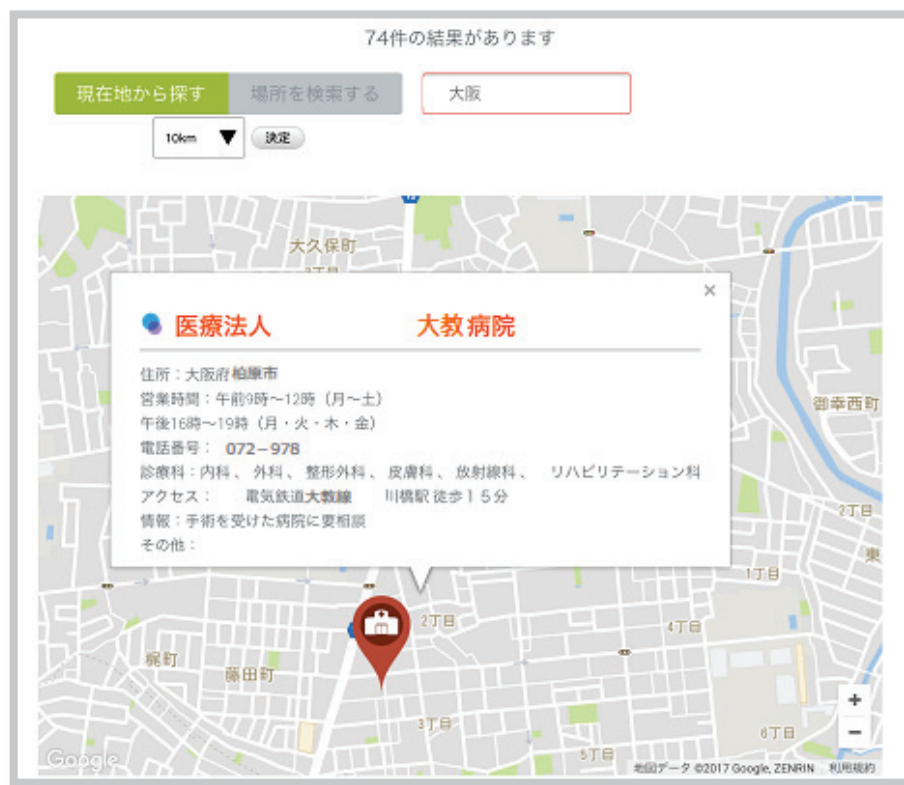 74件の結果があります
現在地から探す 場所を検索する 大阪
10km ▼ 決定
大久保町
×
医療法人 大教病院
住所：大阪府柏原市
営業時間：午前9時〜12時（月〜土）
午後16時〜19時（月・火・木・金）
電話番号： 072−978
診療科：内科、 外科、 整形外科、 皮膚科、 放射線科、 リハビリテーション科
アクセス： 電気鉄道大教線 川橋駅 徒歩１５分
情報：手術を受けた病院に要相談
その他：
御幸西町
2丁目
東
1丁目
2丁目
4丁目
梶町
藤田町
3丁目
6丁目
5丁目
+
−
Google
地図データ ©2017 Google, ZENRIN 利用規約